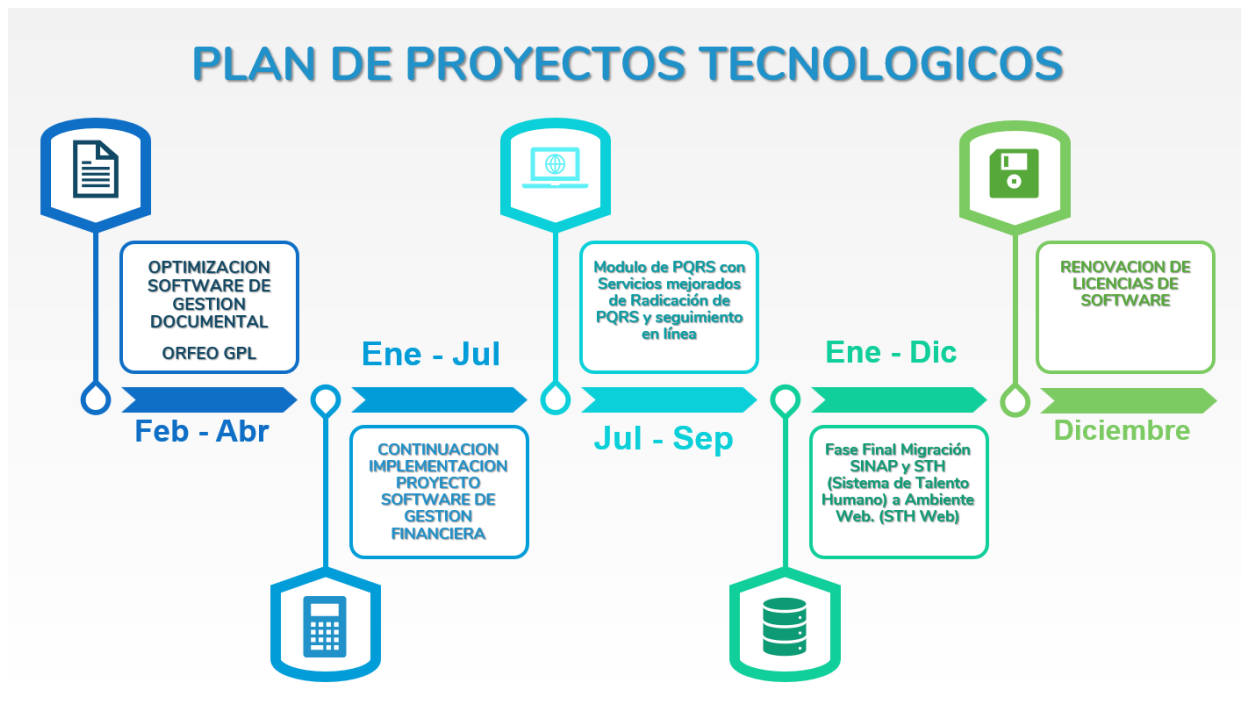 PLAN DE PROYECTOS TECNOLOGICOS
OPTIMIZACION
SOFTWARE DE
GESTION
DOCUMENTAL
ORFEO GPL
Feb - Abr
Ene - Jul
CONTINUACION
IMPLEMENTACION
PROYECTO
SOFTWARE DE
GESTION
FINANCIERA
Modulo de PQRS con
Servicios mejorados
de Radicación de
PQRS y seguimiento
en línea
Jul - Sep
Ene - Dic
Fase Final Migración
SINAP y STH
(Sistema de Talento
Humano) a Ambiente
Web. (STH Web)
RENOVACION DE
LICENCIAS DE
SOFTWARE
Diciembre